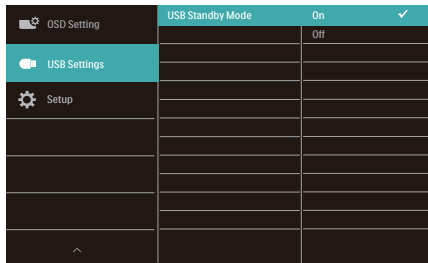 OSD Setting
USB Settings
Setup
USB Standby Mode
On
Off